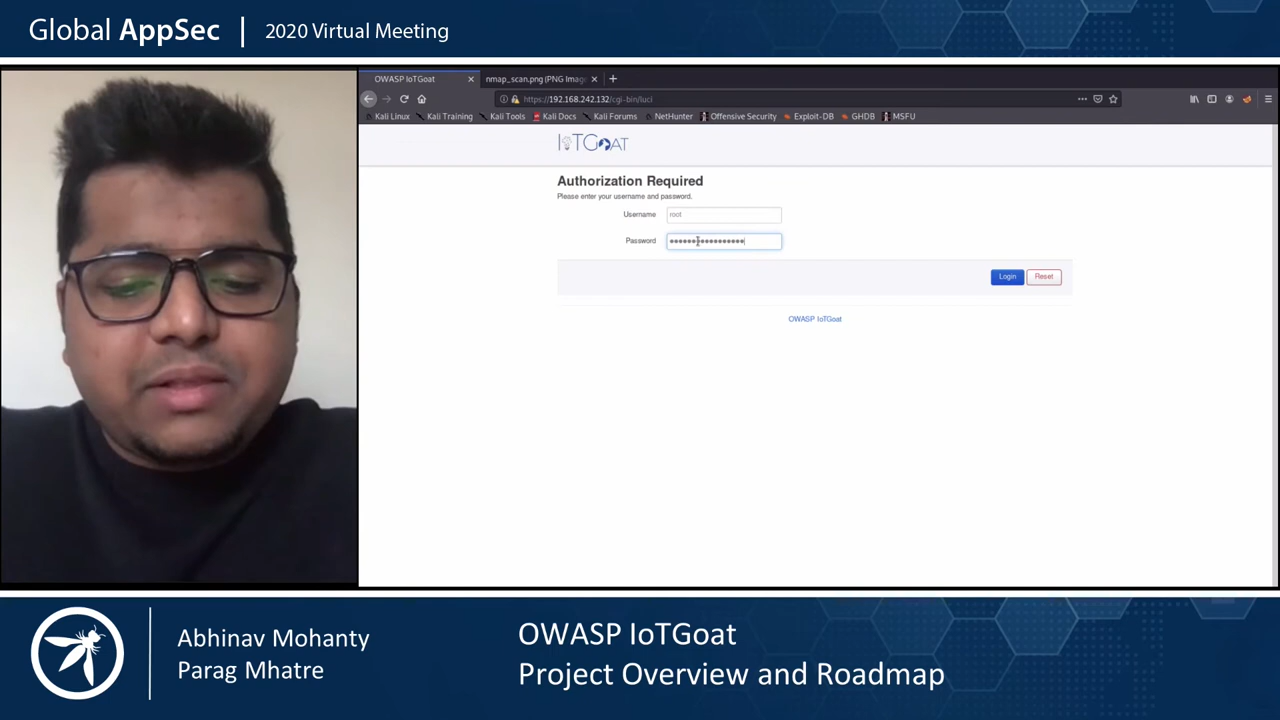 Global AppSec | 2020 Virtual Meeting
OWASP IoTGoat
nmap_scan.png (PNG Imag
https://192.168.242.132/cgi-bin/luci
Kali Linux
Kali Training
Kali Tools
Kali Docs
Kali Forums
NetHunter
Offensive Security
Exploit-DB
GHDB
MSFU
IoTGoat
Authorization Required
Please enter your username and password.
Username
root
Password
Login
Reset
OWASP IoTGoat
Abhinav Mohanty
Parag Mhatre
OWASP IoTGoat
Project Overview and Roadmap